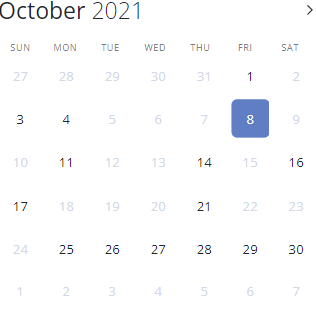 October 2021
SUN MON TUE WED THU FRI SAT
27 28 29 30 31 1 2
3 4 5 6 7 8 9
10 11 12 13 14 15 16
17 18 19 20 21 22 23
24 25 26 27 28 29 30
1 2 3 4 5 6 7